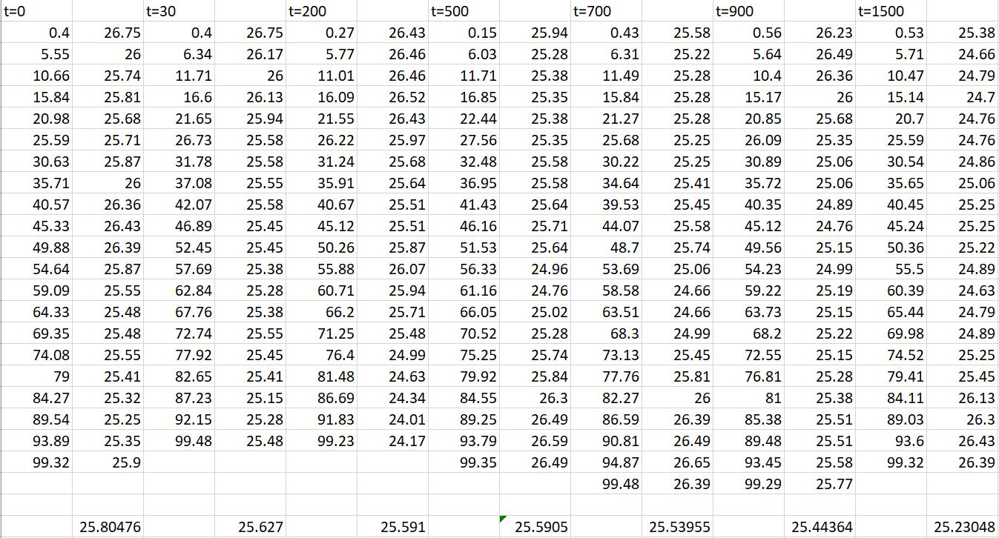 t=0 t=30 t=200 t=500 t=700 t=900 t=1500
0.4 26.75 0.4 26.75 0.27 26.43 0.15 25.94 0.43 25.58 0.56 26.23 0.53 25.38
5.55 26 6.34 26.17 5.77 26.46 6.03 25.28 6.31 25.22 5.64 26.49 5.71 24.66
10.66 25.74 11.71 26 11.01 26.46 11.71 25.38 11.49 25.28 10.4 26.36 10.47 24.79
15.84 25.81 16.6 26.13 16.09 26.52 16.85 25.35 15.84 25.28 15.17 26 15.14 24.7
20.98 25.68 21.65 25.94 21.55 26.43 22.44 25.38 21.27 25.28 20.85 25.68 20.7 24.76
25.59 25.71 26.73 25.58 26.22 25.97 27.56 25.35 25.68 25.25 26.09 25.35 25.59 24.76
30.63 25.87 31.78 25.58 31.24 25.68 32.48 25.58 30.22 25.25 30.89 25.06 30.54 24.86
35.71 26 37.08 25.55 35.91 25.64 36.95 25.58 34.64 25.41 35.72 25.06 35.65 25.06
40.57 26.36 42.07 25.58 40.67 25.51 41.43 25.64 39.53 25.45 40.35 24.89 40.45 25.25
45.33 26.43 46.89 25.45 45.12 25.51 46.16 25.71 44.07 25.58 45.12 24.76 45.24 25.25
49.88 26.39 52.45 25.45 50.26 25.87 51.53 25.64 48.7 25.74 49.56 25.15 50.36 25.22
54.64 25.87 57.69 25.38 55.88 26.07 56.33 24.96 53.69 25.06 54.23 24.99 55.5 24.89
59.09 25.55 62.84 25.28 60.71 25.94 61.16 24.76 58.58 24.66 59.22 25.19 60.39 24.63
64.33 25.48 67.76 25.38 66.2 25.71 66.05 25.02 63.51 24.66 63.73 25.15 65.44 24.79
69.35 25.48 72.74 25.55 71.25 25.48 70.52 25.28 68.3 24.99 68.2 25.22 69.98 24.89
74.08 25.55 77.92 25.45 76.4 24.99 75.25 25.74 73.13 25.45 72.55 25.15 74.52 25.25
79 25.41 82.65 25.41 81.48 24.63 79.92 25.84 77.76 25.81 76.81 25.28 79.41 25.45
84.27 25.32 87.23 25.15 86.69 24.34 84.55 26.3 82.27 26 81 25.38 84.11 26.13
89.54 25.25 92.15 25.28 91.83 24.01 89.25 26.49 86.59 26.39 85.38 25.51 89.03 26.3
93.89 25.35 99.48 25.48 99.23 24.17 93.79 26.59 90.81 26.49 89.48 25.51 93.6 26.43
99.32 25.9 99.35 26.49 94.87 26.65 93.45 25.58 99.32 26.39
99.48 26.39 99.29 25.77
25.80476 25.627 25.591 25.5905 25.53955 25.44364 25.23048